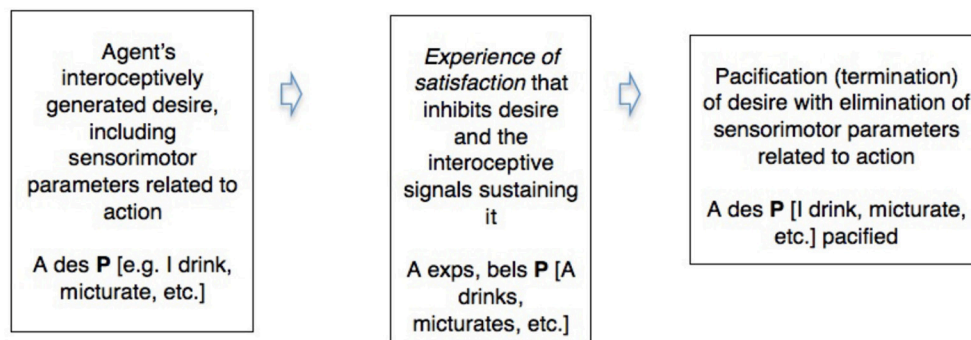 Agent's
interoceptively
generated desire,
including
sensorimotor
parameters related to
action
A des P [e.g. I drink,
micturate, etc.]
Experience of
satisfaction that
inhibits desire
and the
interoceptive
signals sustaining
it
A exps, bels P [A
drinks,
micturates, etc.]
Pacification (termination)
of desire with elimination of
sensorimotor parameters
related to action
A des P [I drink, micturate,
etc.] pacified